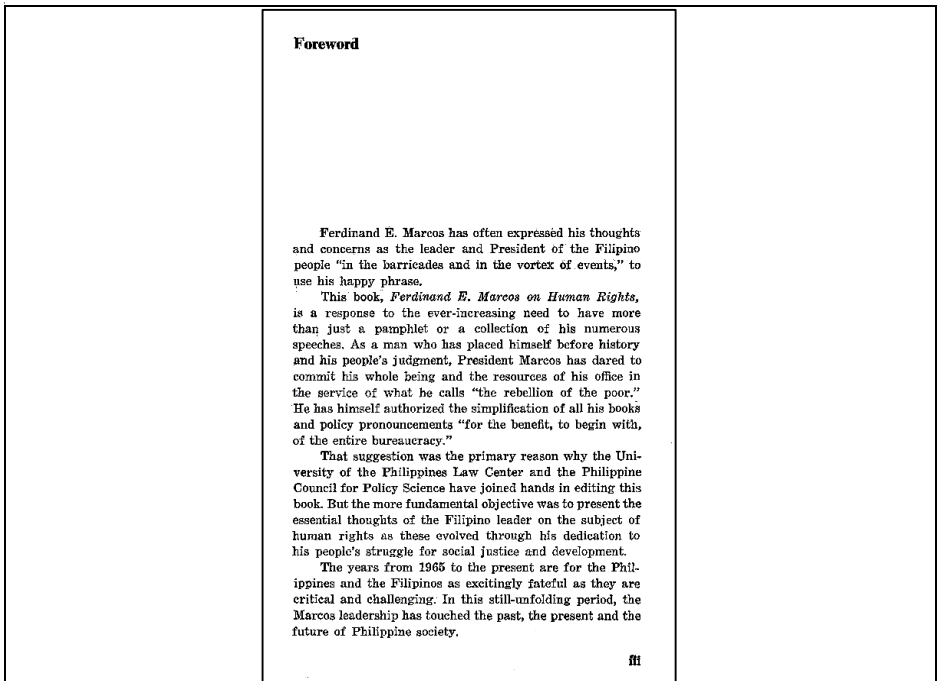 Foreword
Ferdinand E. Marcos has often expressed his thoughts
and concerns as the leader and President of the Filipino
people “in the barricades and in the vortex of events,” to
use his happy phrase.
This book, Ferdinand E. Marcos on Human Rights,
is a response to the ever-increasing need to have more
than just a pamphlet or a collection of his numerous
speeches. As a man who has placed himself before history
and his people’s judgment, President Marcos has dared to
commit his whole being and the resources of his office in
the service of what he calls “the rebellion of the poor.”
He has himself authorized the simplification of all his books
and policy pronouncements “for the benefit, to begin with,
of the entire bureaucracy.”
That suggestion was the primary reason why the Uni-
versity of the Philippines Law Center and the Philippine
Council for Policy Science have joined hands in editing this
book. But the more fundamental objective was to present the
essential thoughts of the Filipino leader on the subject of
human rights as these evolved through his dedication to
his people’s struggle for social justice and development.
The years from 1965 to the present are for the Phil-
ippines and the Filipinos as excitingly fateful as they are
critical and challenging. In this still-unfolding period, the
Marcos leadership has touched the past, the present and the
future of Philippine society.
iii